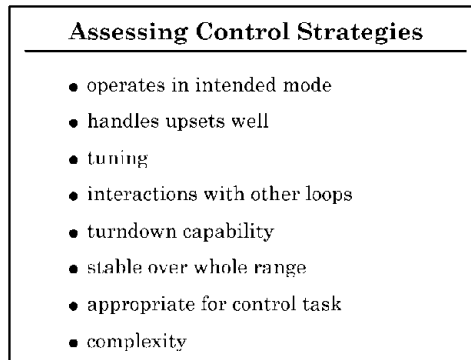 Assessing Control Strategies
● operates in intended mode
● handles upsets well
● tuning
● interactions with other loops
● turndown capability
● stable over whole range
● appropriate for control task
● complexity